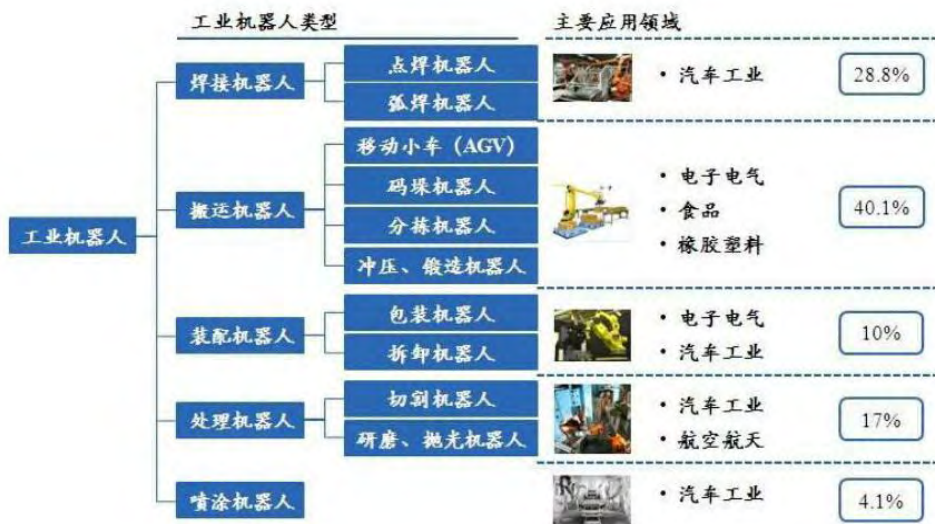 工业机器人类型
主要应用领域
工业机器人
焊接机器人
点焊机器人
弧焊机器人
• 汽车工业
28.8%
搬运机器人
移动小车（AGV）
码垛机器人
分拣机器人
冲压、锻造机器人
• 电子电气
• 食品
• 橡胶塑料
40.1%
装配机器人
包装机器人
拆卸机器人
• 电子电气
• 汽车工业
10%
处理机器人
切割机器人
研磨、抛光机器人
• 汽车工业
• 航空航天
17%
喷涂机器人
• 汽车工业
4.1%